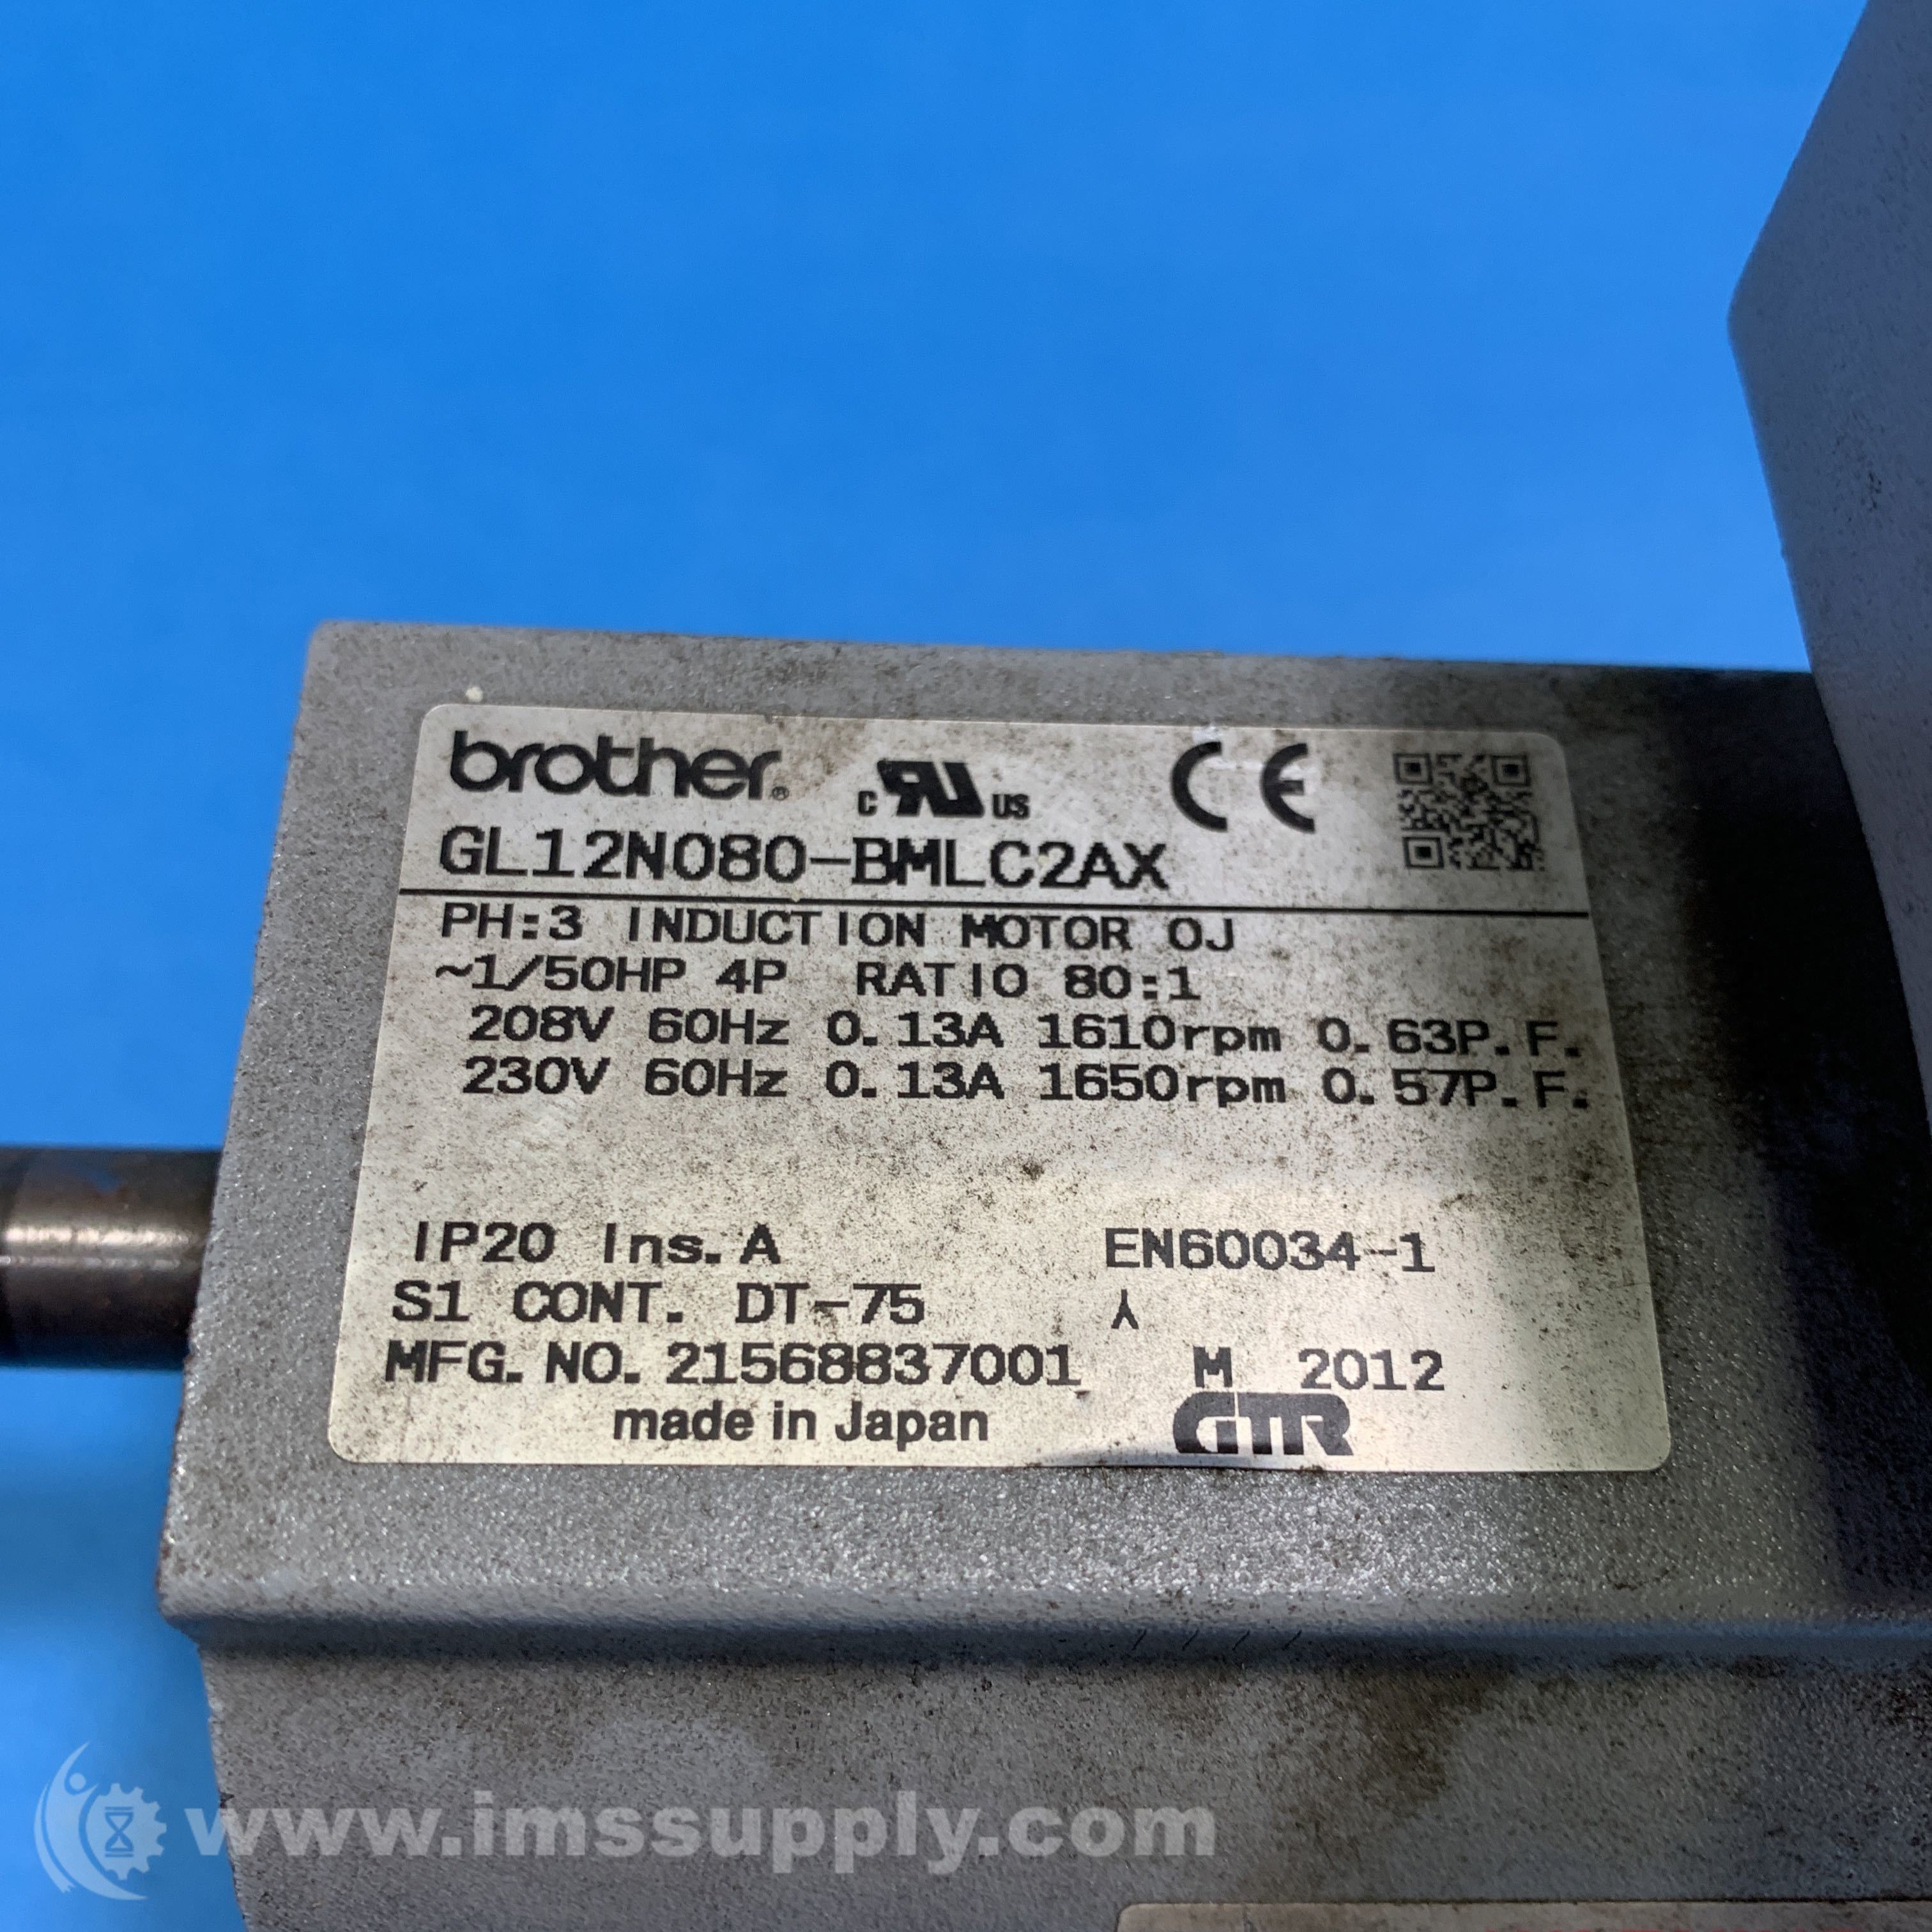 brother®
c RU US CE
GL12N080-BMLC2AX
PH:3 INDUCTION MOTOR OJ
~1/50HP 4P RATIO 80:1
208V 60Hz 0.13A 1610rpm 0.63P.F.
230V 60Hz 0.13A 1650rpm 0.57P.F.
IP20 Ins.A EN60034-1
S1 CONT. DT-75
MFG.NO.21568837001 M 2012
made in Japan GTR
www.imssupply.com